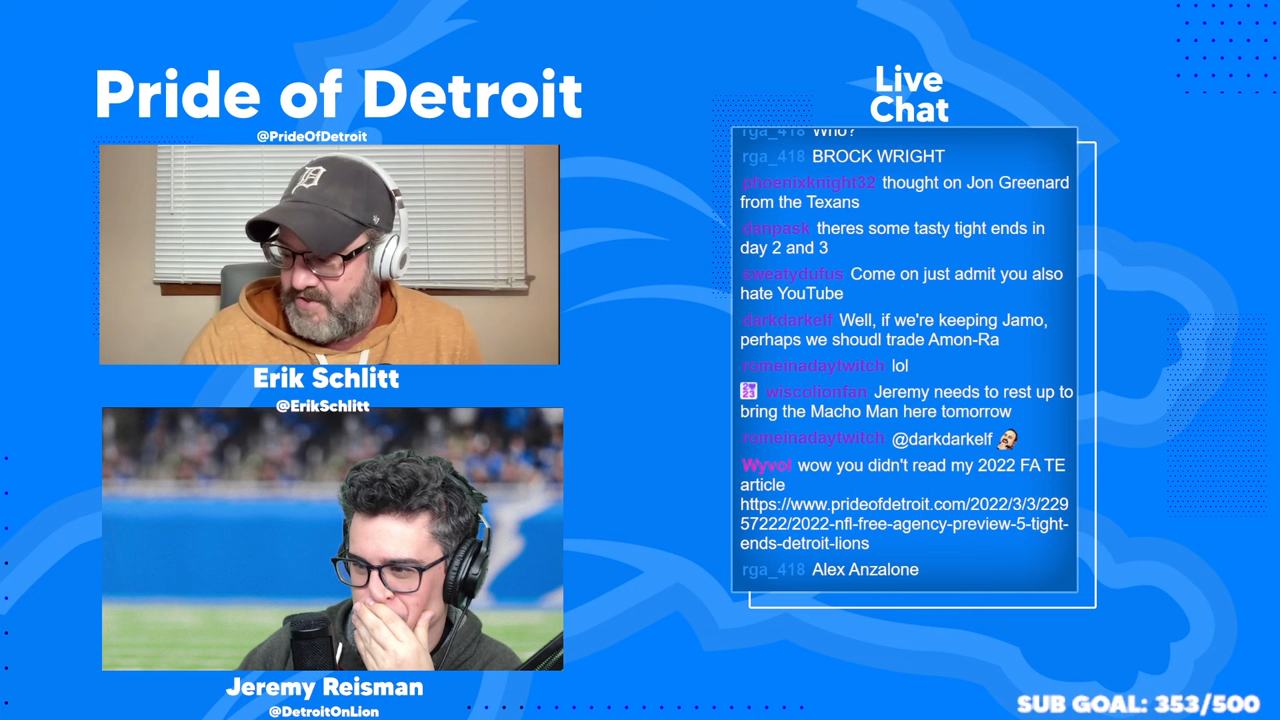 Pride of Detroit
@PrideOfDetroit
Erik Schlitt
@ErikSchlitt
Jeremy Reisman
@DetroitOnLion
Live
Chat
rga_418 Who?
rga_418 BROCK WRIGHT
phoenixknight32 thought on Jon Greenard
from the Texans
danpask theres some tasty tight ends in
day 2 and 3
sweatydufus Come on just admit you also
hate YouTube
darkdarkelf Well, if we're keeping Jamo,
perhaps we shoudl trade Amon-Ra
romeinadaytwitch lol
wiscolionfan Jeremy needs to rest up to
bring the Macho Man here tomorrow
romeinadaytwitch @darkdarkelf
Wyvol wow you didn't read my 2022 FA TE
article
https://www.prideofdetroit.com/2022/3/3/229
57222/2022-nfl-free-agency-preview-5-tight-
ends-detroit-lions
rga_418 Alex Anzalone
SUB GOAL: 353/500